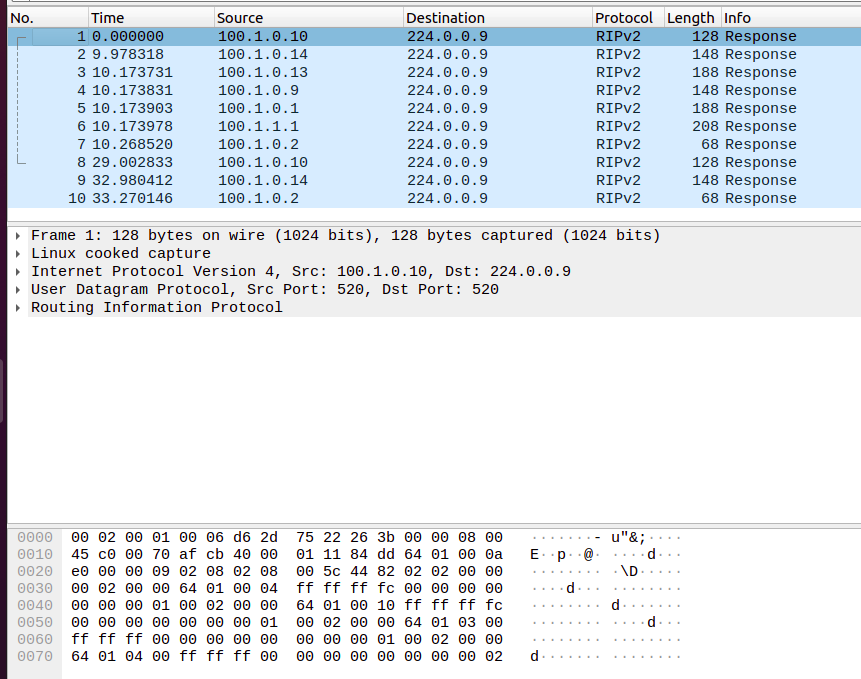 No. Time Source Destination Protocol Length Info
1 0.000000 100.1.0.10 224.0.0.9 RIPv2 128 Response
2 9.978318 100.1.0.14 224.0.0.9 RIPv2 148 Response
3 10.173731 100.1.0.13 224.0.0.9 RIPv2 188 Response
4 10.173831 100.1.0.9 224.0.0.9 RIPv2 148 Response
5 10.173903 100.1.0.1 224.0.0.9 RIPv2 188 Response
6 10.173978 100.1.1.1 224.0.0.9 RIPv2 208 Response
7 10.268520 100.1.0.2 224.0.0.9 RIPv2 68 Response
8 29.002833 100.1.0.10 224.0.0.9 RIPv2 128 Response
9 32.980412 100.1.0.14 224.0.0.9 RIPv2 148 Response
10 33.270146 100.1.0.2 224.0.0.9 RIPv2 68 Response
Frame 1: 128 bytes on wire (1024 bits), 128 bytes captured (1024 bits)
Linux cooked capture
Internet Protocol Version 4, Src: 100.1.0.10, Dst: 224.0.0.9
User Datagram Protocol, Src Port: 520, Dst Port: 520
Routing Information Protocol
0000 00 02 00 01 00 06 d6 2d 75 22 26 3b 00 00 08 00 ·······- u"&;····
0010 45 c0 00 70 af cb 40 00 01 11 84 dd 64 01 00 0a E··p··@· ····d···
0020 e0 00 00 09 02 08 02 08 00 5c 44 82 02 02 00 00 ········ ·\D·····
0030 00 02 00 00 64 01 00 04 ff ff ff fc 00 00 00 00 ····d··· ········
0040 00 00 00 01 00 02 00 00 64 01 00 10 ff ff ff fc ········ d·······
0050 00 00 00 00 00 00 00 01 00 02 00 00 64 01 03 00 ········ ····d···
0060 ff ff ff 00 00 00 00 00 00 00 00 01 00 02 00 00 ········ ········
0070 64 01 04 00 ff ff ff 00 00 00 00 00 00 00 00 02 d······· ········